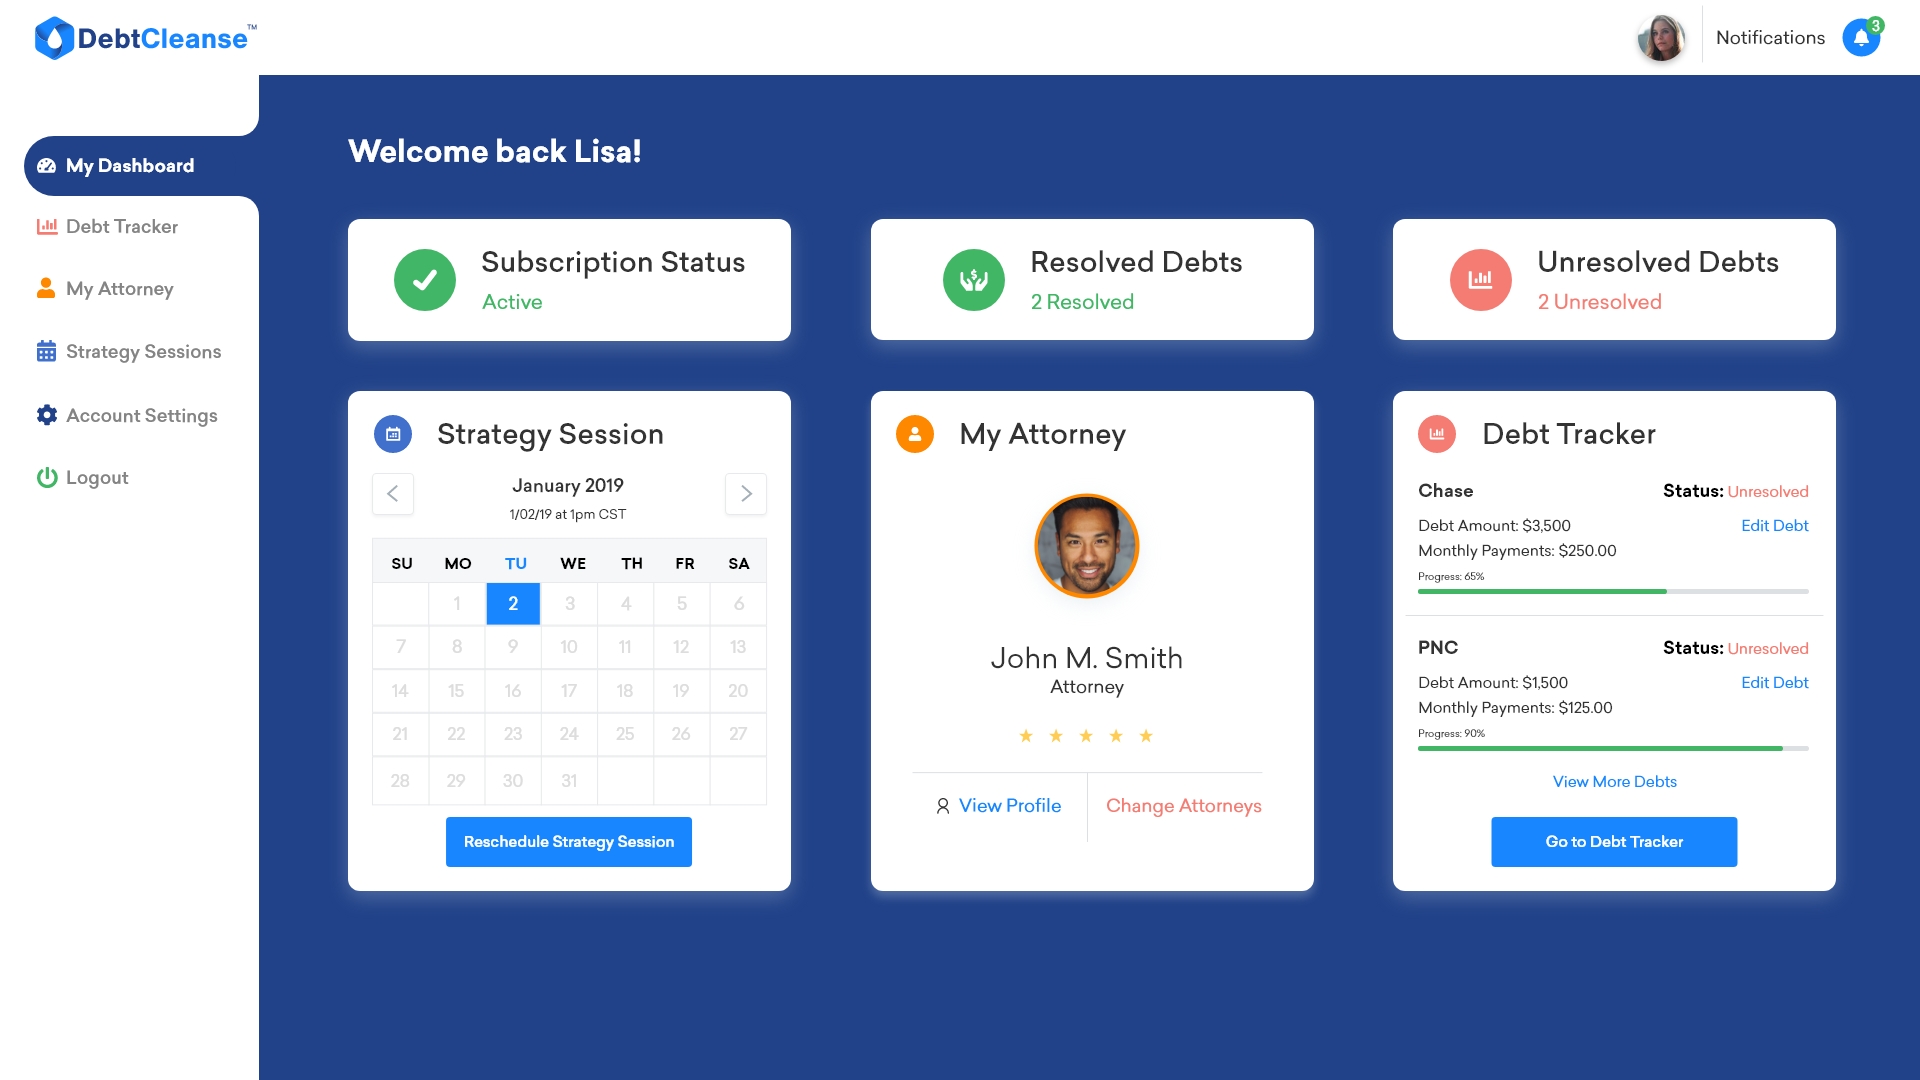 DebtCleanse™
Notifications
3
My Dashboard
Debt Tracker
My Attorney
Strategy Sessions
Account Settings
Logout
Welcome back Lisa!
Subscription Status
Active
Resolved Debts
2 Resolved
Unresolved Debts
2 Unresolved
Strategy Session
January 2019
1/02/19 at 1pm CST
SU MO TU WE TH FR SA
1 2 3 4 5 6
7 8 9 10 11 12 13
14 15 16 17 18 19 20
21 22 23 24 25 26 27
28 29 30 31
Reschedule Strategy Session
My Attorney
John M. Smith
Attorney
View Profile
Change Attorneys
Debt Tracker
Chase Status: Unresolved
Debt Amount: $3,500 Edit Debt
Monthly Payments: $250.00
Progress: 65%
PNC Status: Unresolved
Debt Amount: $1,500 Edit Debt
Monthly Payments: $125.00
Progress: 90%
View More Debts
Go to Debt Tracker